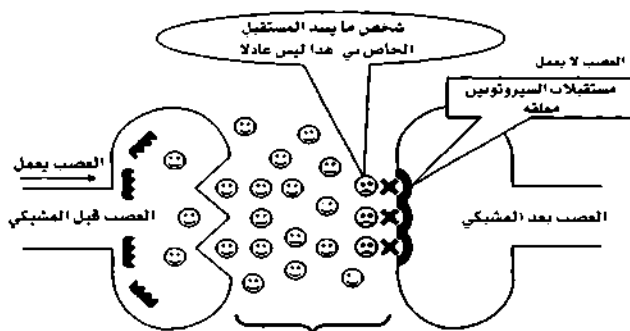 شخص ما يسد المستقبل
الخاص بي هذا ليس عادلا
العصب لا يعمل
مستقبلات السيروتونين
مغلقه
العصب يعمل
العصب قبل المشبكي
العصب بعد المشبكي